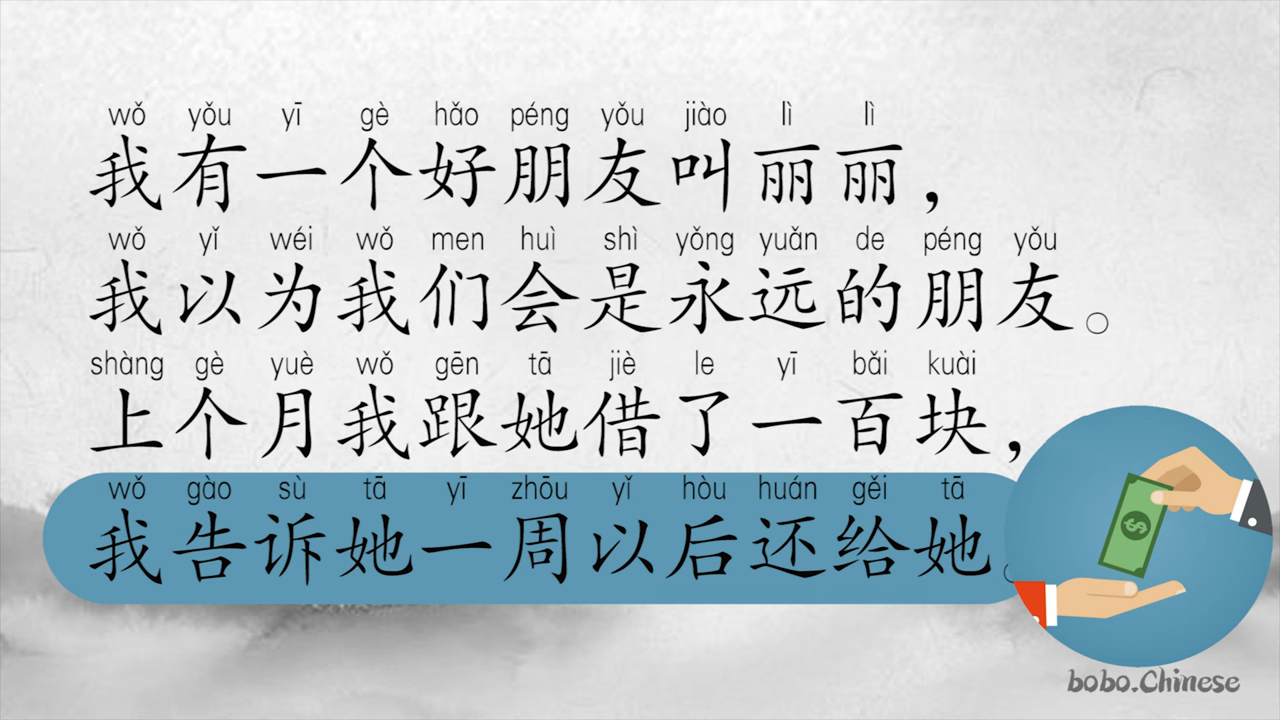 wǒ yǒu yī gè hǎo péng yǒu jiào lì lì
我有一个好朋友叫丽丽，
wǒ yǐ wéi wǒ men huì shì yǒng yuǎn de péng yǒu
我以为我们会是永远的朋友。
shàng gè yuè wǒ gēn tā jiè le yī bǎi kuài
上个月我跟她借了一百块，
wǒ gào sù tā yī zhōu yǐ hòu huán gěi tā
我告诉她一周以后还给她。
$
bobo.Chinese